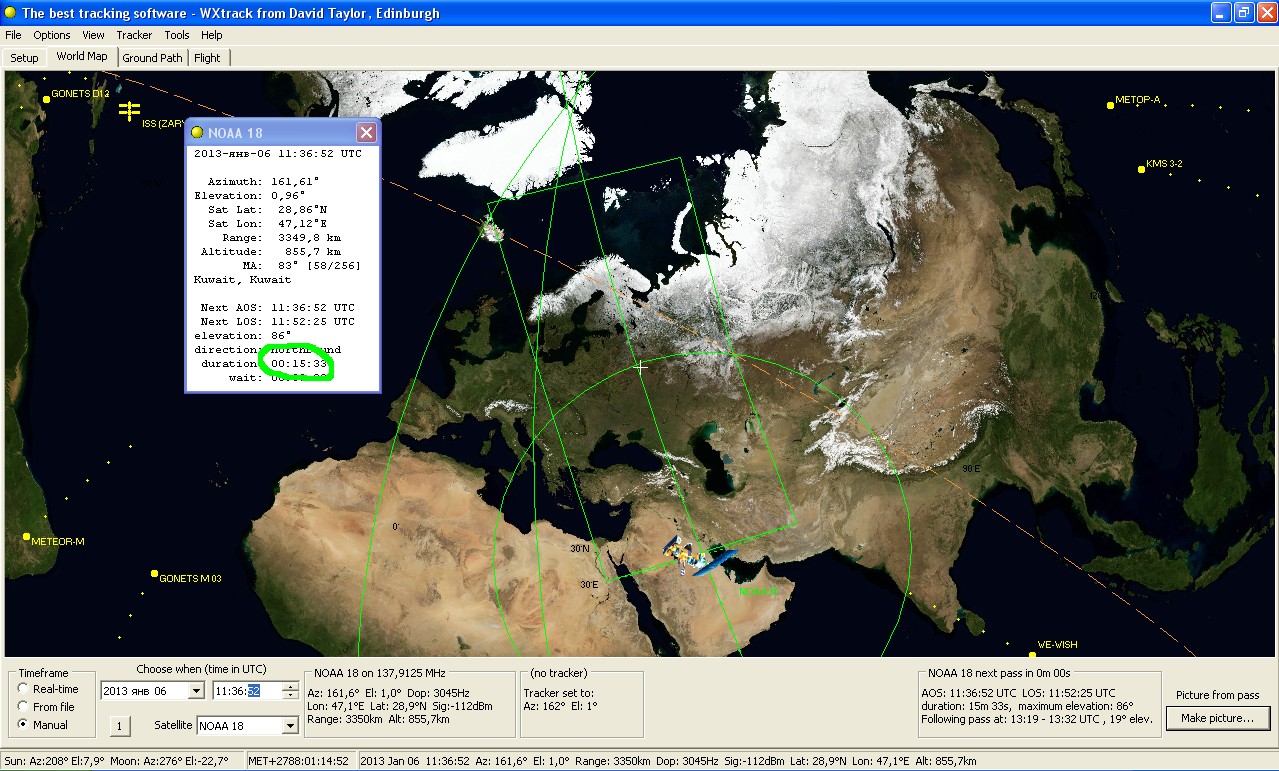 The best tracking software - WXtrack from David Taylor, Edinburgh
File Options View Tracker Tools Help
Setup World Map Ground Path Flight
GONETS D12
ISS (ZARY
METOP-A
KMS 3-2
NOAA 18
2013-янв-06 11:36:52 UTC
Azimuth: 161,61°
Elevation: 0,96°
Sat Lat: 28,86°N
Sat Lon: 47,12°E
Range: 3349,8 km
Altitude: 855,7 km
MA: 83° [58/256]
Kuwait, Kuwait
Next AOS: 11:36:52 UTC
Next LOS: 11:52:25 UTC
elevation: 86°
direction: Northbound
duration: 00:15:33
wait:
120°E
90°E
0°
30°N
30°E
METEOR-M
GONETS M 03
NOAA 18
WE-WISH
Timeframe
Real-time
From file
Manual
Choose when (time in UTC)
2013 янв 06 11:36:52
1 Satellite NOAA 18
NOAA 18 on 137,9125 MHz
Az: 161,6° El: 1,0° Dop: 3045Hz
Lon: 47,1°E Lat: 28,9°N Sig:-112dBm
Range: 3350km Alt: 855,7km
(no tracker)
Tracker set to:
Az: 162° El: 1°
NOAA 18 next pass in 0m 00s
AOS: 11:36:52 UTC LOS: 11:52:25 UTC
duration: 15m 33s, maximum elevation: 86°
Following pass at: 13:19 - 13:32 UTC , 19° elev.
Picture from pass
Make picture...
Sun: Az:208° El:7,9° Moon: Az:276° El:-22,7° MET+2788:01:14:52 2013 Jan 06 11:36:52 Az: 161,6° El: 1,0° Range: 3350km Dop: 3045Hz Sig:-112dBm Lat: 28,9°N Lon: 47,1°E Alt: 855,7km